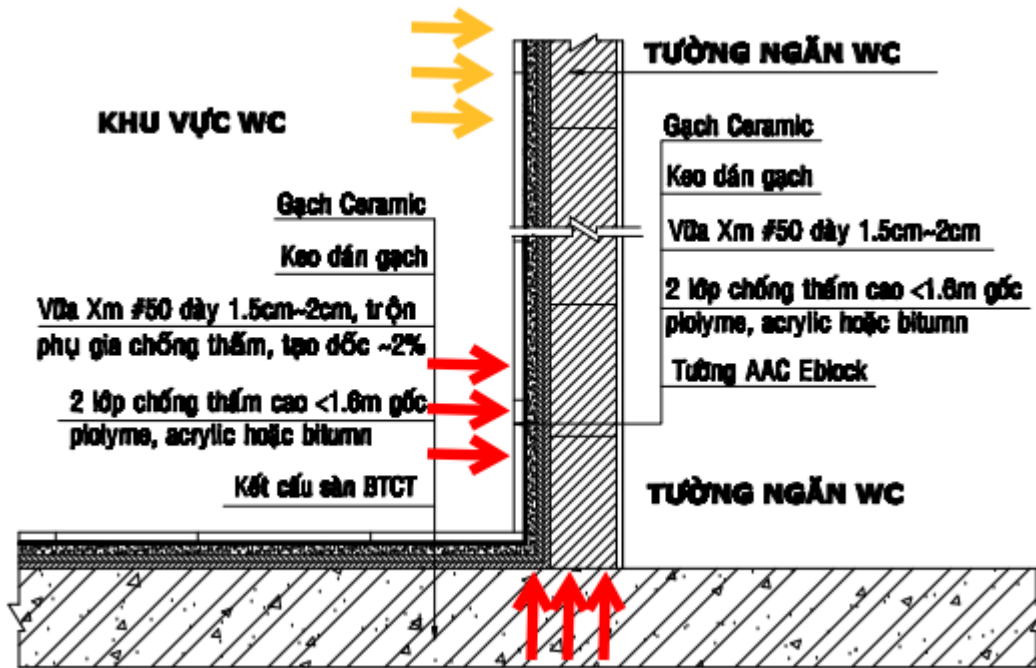 TƯỜNG NGĂN WC
KHU VỰC WC
Gạch Ceramic
Keo dán gạch
Vữa Xm #50 dày 1.5cm~2cm, trộn
phụ gia chống thấm, tạo dốc ~2%
2 lớp chống thấm cao <1.6m gốc
plolyme, acrylic hoặc bitumn
Kết cấu sàn BTCT
Gạch Ceramic
Keo dán gạch
Vữa Xm #50 dày 1.5cm~2cm
2 lớp chống thấm cao <1.6m gốc
plolyme, acrylic hoặc bitumn
Tường AAC Eblock
TƯỜNG NGĂN WC